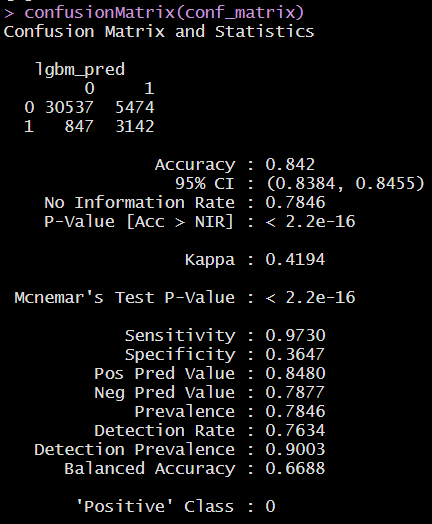 > confusionMatrix(conf_matrix)
Confusion Matrix and Statistics
lgbm_pred
0 1
0 30537 5474
1 847 3142
Accuracy : 0.842
95% CI : (0.8384, 0.8455)
No Information Rate : 0.7846
P-Value [Acc > NIR] : < 2.2e-16
Kappa : 0.4194
Mcnemar's Test P-Value : < 2.2e-16
Sensitivity : 0.9730
Specificity : 0.3647
Pos Pred Value : 0.8480
Neg Pred Value : 0.7877
Prevalence : 0.7846
Detection Rate : 0.7634
Detection Prevalence : 0.9003
Balanced Accuracy : 0.6688
'Positive' Class : 0